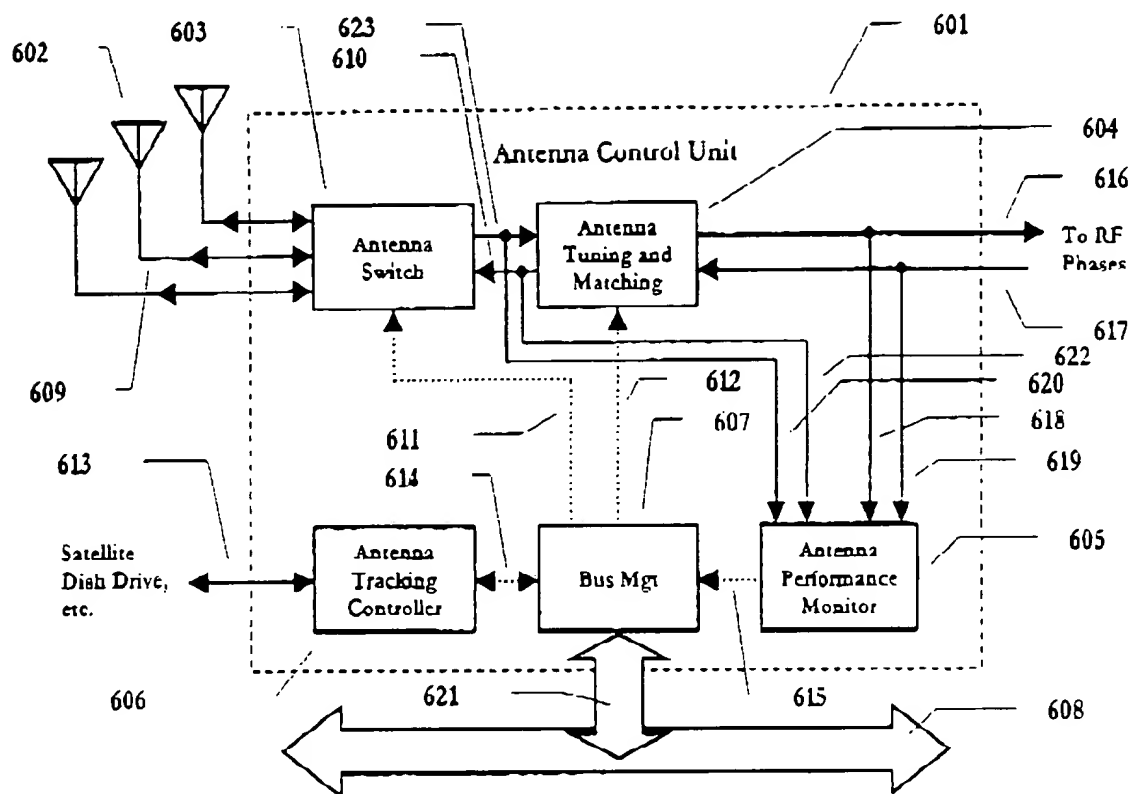 603
623
601
602
610
604
Antenna Control Unit
616
Antenna
Switch
Antenna
Tuning and
Matching
To RF
Phases
617
622
609
612
620
611
607
618
613
614
619
Satellite
Dish Drive,
etc.
Antenna
Tracking
Controller
Bus Mgt
Antenna
Performance
Monitor
605
606
621
615
608